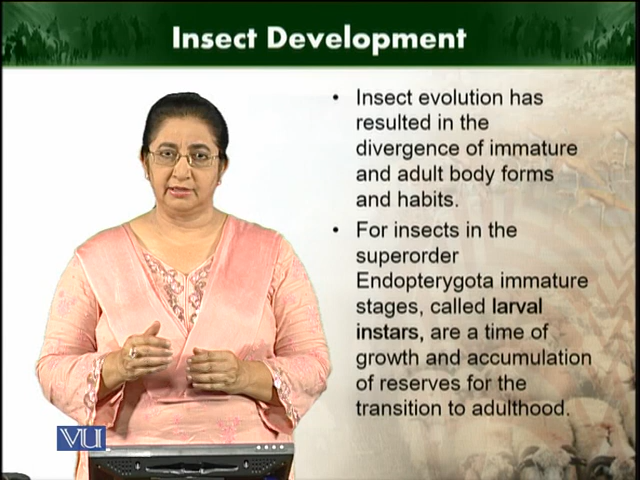 Insect Development
• Insect evolution has
resulted in the
divergence of immature
and adult body forms
and habits.
• For insects in the
superorder
Endopterygota immature
stages, called larval
instars, are a time of
growth and accumulation
of reserves for the
transition to adulthood.
VU